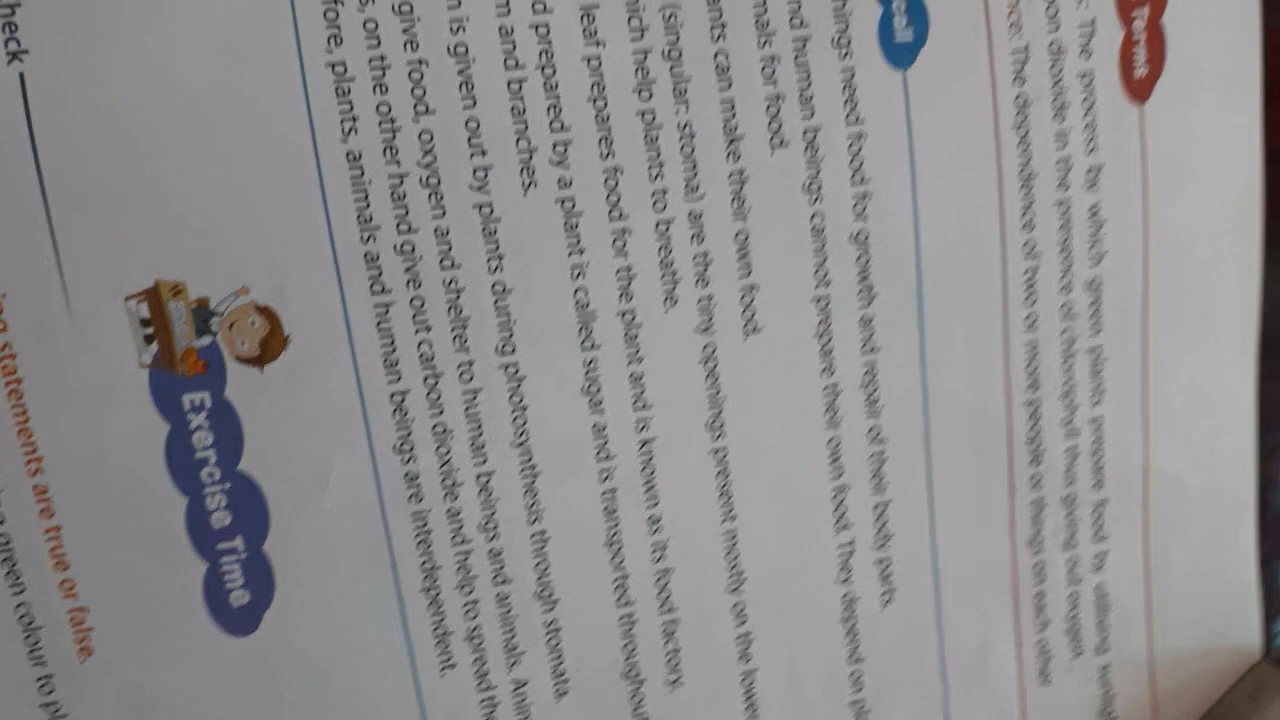 Terms
: The process by which green plants prepare food by utilising
on dioxide in the presence of chlorophyll thus giving out oxygen.
nce: The dependence of two or more people or things on each other
call
hings need food for growth and repair of their body parts.
nd human beings cannot prepare their own food. They depend on pl
mals for food.
ants can make their own food.
(singular: stoma) are the tiny openings present mostly on the lower
hich help plants to breathe.
leaf prepares food for the plant and is known as its food factory.
d prepared by a plant is called sugar and is transported throughout
m and branches.
n is given out by plants during photosynthesis through stomata.
give food, oxygen and shelter to human beings and animals. Anim
s, on the other hand give out carbon dioxide and help to spread the
fore, plants, animals and human beings are interdependent.
Exercise Time
heck
ing statements are true or false.
green colour to pl